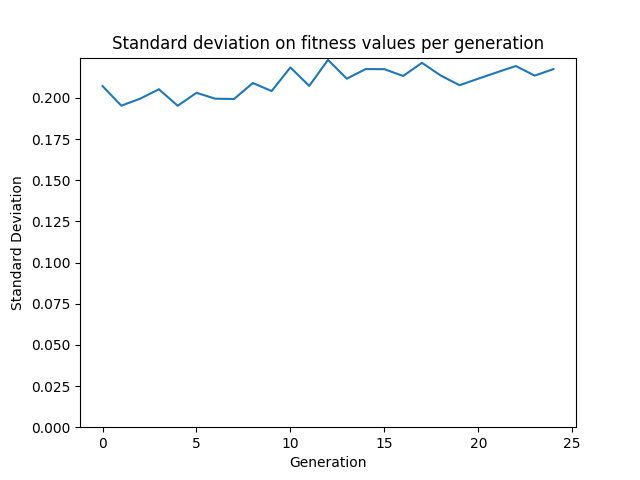 Standard deviation on fitness values per generation
0.200
0.175
0.150
0.125
0.100
0.075
0.050
0.025
0.000
Standard Deviation
0 5 10 15 20 25
Generation